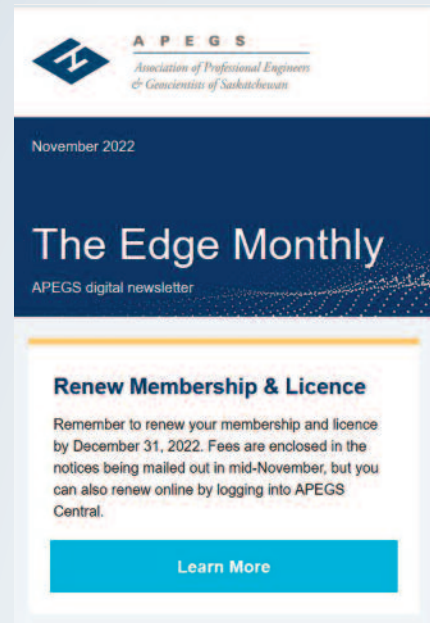 A P E G S
Association of Professional Engineers
& Geoscientists of Saskatchewan
November 2022
The Edge Monthly
APEGS digital newsletter
Renew Membership & Licence
Remember to renew your membership and licence
by December 31, 2022. Fees are enclosed in the
notices being mailed out in mid-November, but you
can also renew online by logging into APEGS
Central.
Learn More